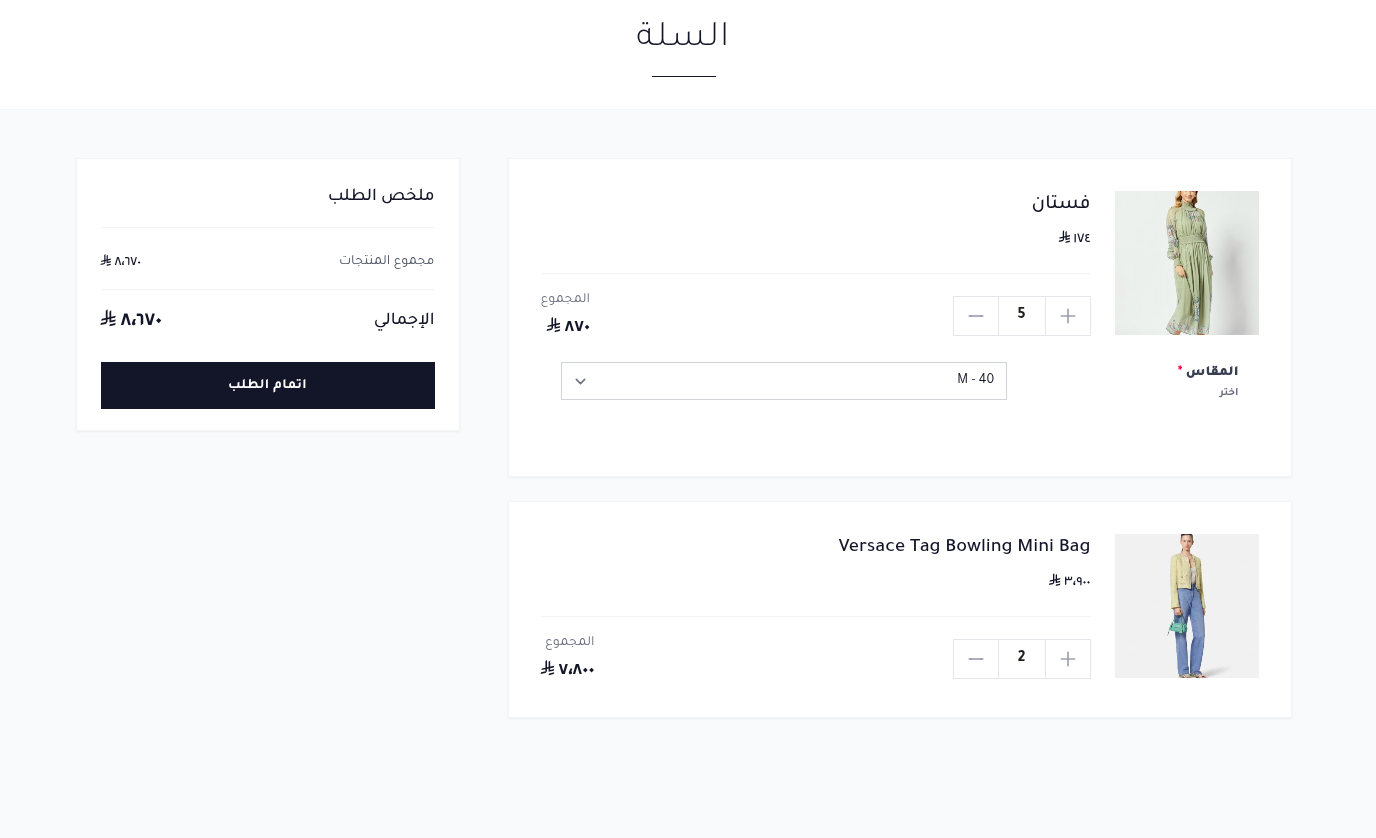 السلة
فستان
١٧٤ ⃁
5
المجموع
٨٧٠ ⃁
المقاس *
اختر
M - 40
Versace Tag Bowling Mini Bag
٣،٩٠٠ ⃁
2
المجموع
٧،٨٠٠ ⃁
ملخص الطلب
مجموع المنتجات
٨،٦٧٠ ⃁
الإجمالي
٨،٦٧٠ ⃁
اتمام الطلب